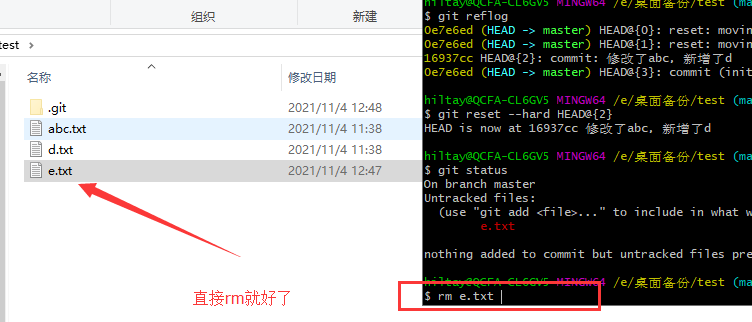 组织
新建
test
名称
修改日期
.git
2021/11/4 12:48
abc.txt
2021/11/4 11:38
d.txt
2021/11/4 11:38
e.txt
2021/11/4 12:47
直接rm就好了
$ git reflog
0e7e6ed (HEAD -> master) HEAD@{0}: reset: movin
0e7e6ed (HEAD -> master) HEAD@{1}: reset: movin
16937cc HEAD@{2}: commit: 修改了abc, 新增了d
0e7e6ed (HEAD -> master) HEAD@{3}: commit (init
hiltay@QCFA-CL6GV5 MINGW64 /e/桌面备份/test (ma
$ git reset --hard HEAD@{2}
HEAD is now at 16937cc 修改了abc, 新增了d
hiltay@QCFA-CL6GV5 MINGW64 /e/桌面备份/test (ma
$ git status
On branch master
Untracked files:
(use "git add <file>..." to include in what w
e.txt
nothing added to commit but untracked files pre
hiltay@QCFA-CL6GV5 MINGW64 /e/桌面备份/test (ma
$ rm e.txt